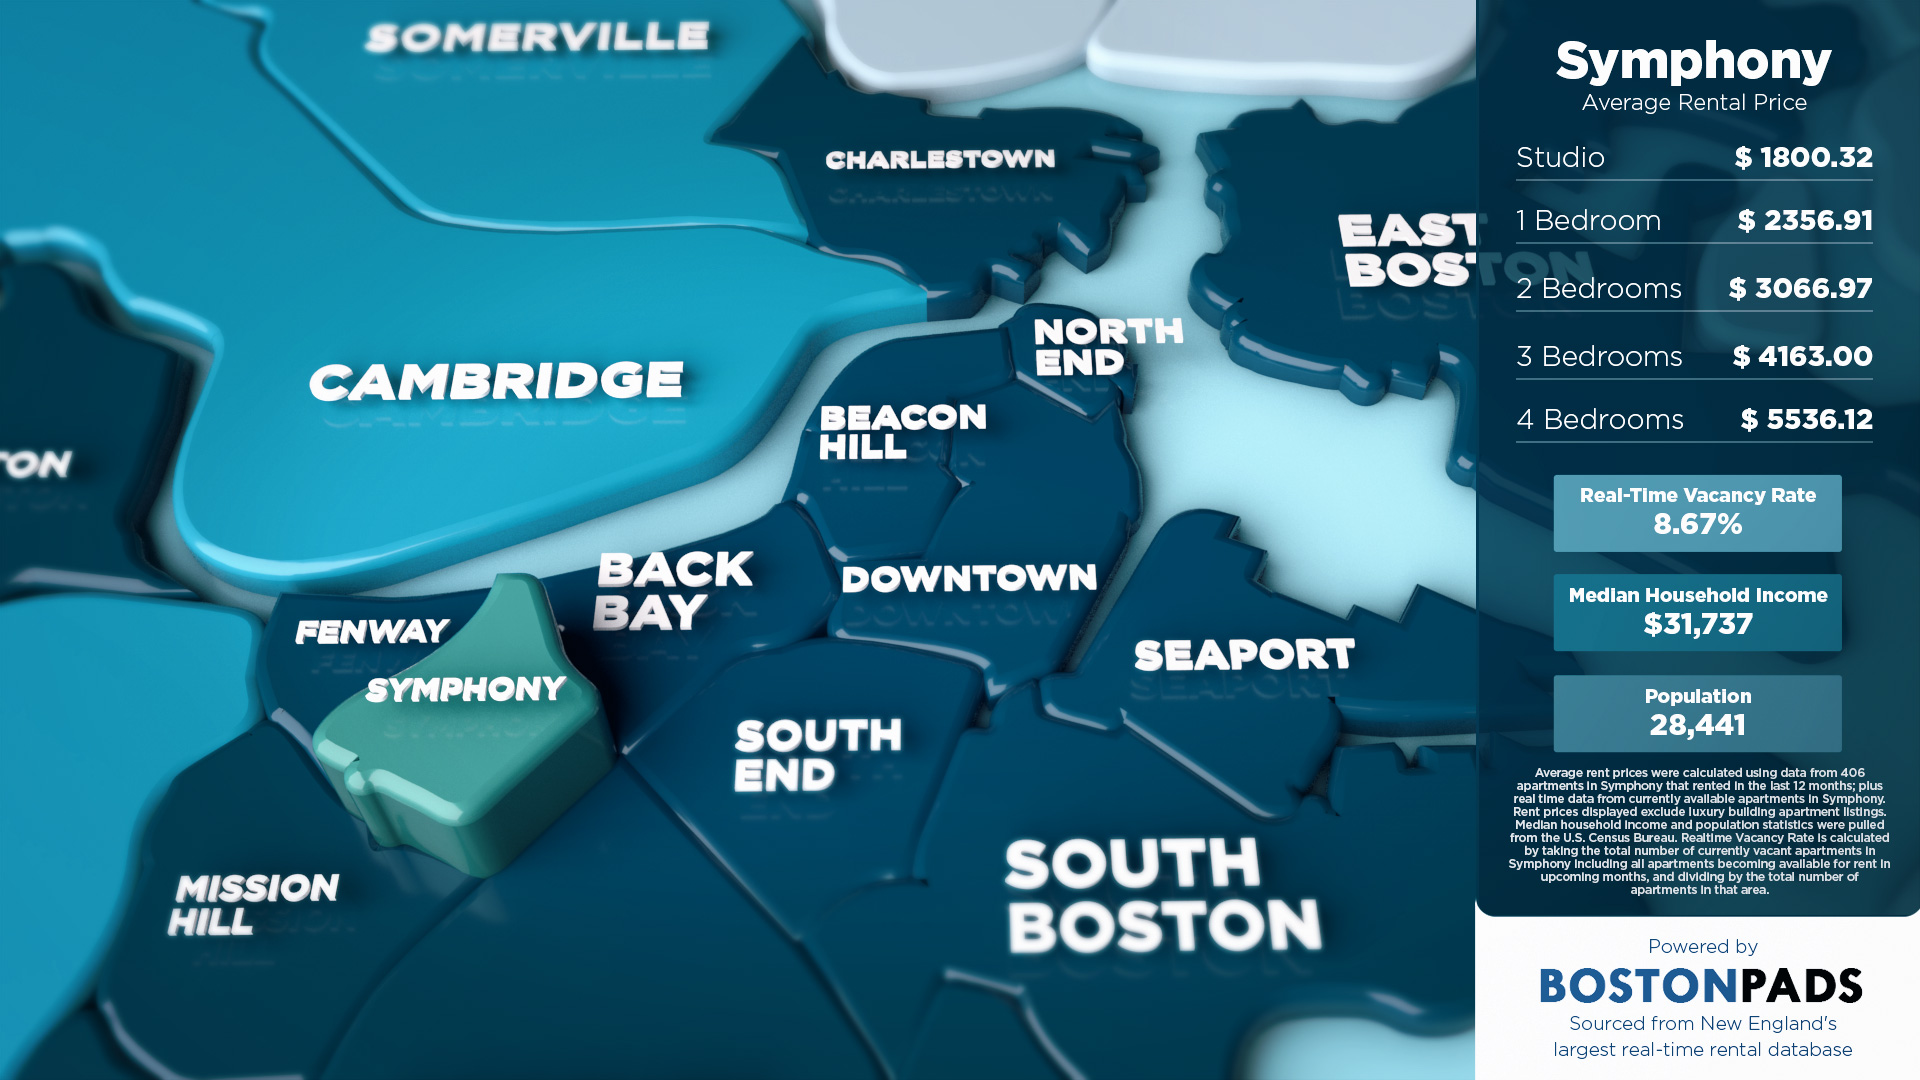 SOMERVILLE
CHARLESTOWN
EAST
BOSTON
CAMBRIDGE
NORTH
END
BEACON
HILL
TON
BACK
BAY
DOWNTOWN
FENWAY
SYMPHONY
SEAPORT
SOUTH
END
SOUTH
BOSTON
MISSION
HILL
Symphony
Average Rental Price
Studio $ 1800.32
1 Bedroom $ 2356.91
2 Bedrooms $ 3066.97
3 Bedrooms $ 4163.00
4 Bedrooms $ 5536.12
Real-Time Vacancy Rate
8.67%
Median Household Income
$31,737
Population
28,441
Average rent prices were calculated using data from 406
apartments in Symphony that rented in the last 12 months; plus
real time data from currently available apartments in Symphony.
Rent prices displayed exclude luxury building apartment listings.
Median household income and population statistics were pulled
from the U.S. Census Bureau. Realtime Vacancy Rate is calculated
by taking the total number of currently vacant apartments in
Symphony including all apartments becoming available for rent in
upcoming months, and dividing by the total number of
apartments in that area.
Powered by
BOSTONPADS
Sourced from New England's
largest real-time rental database